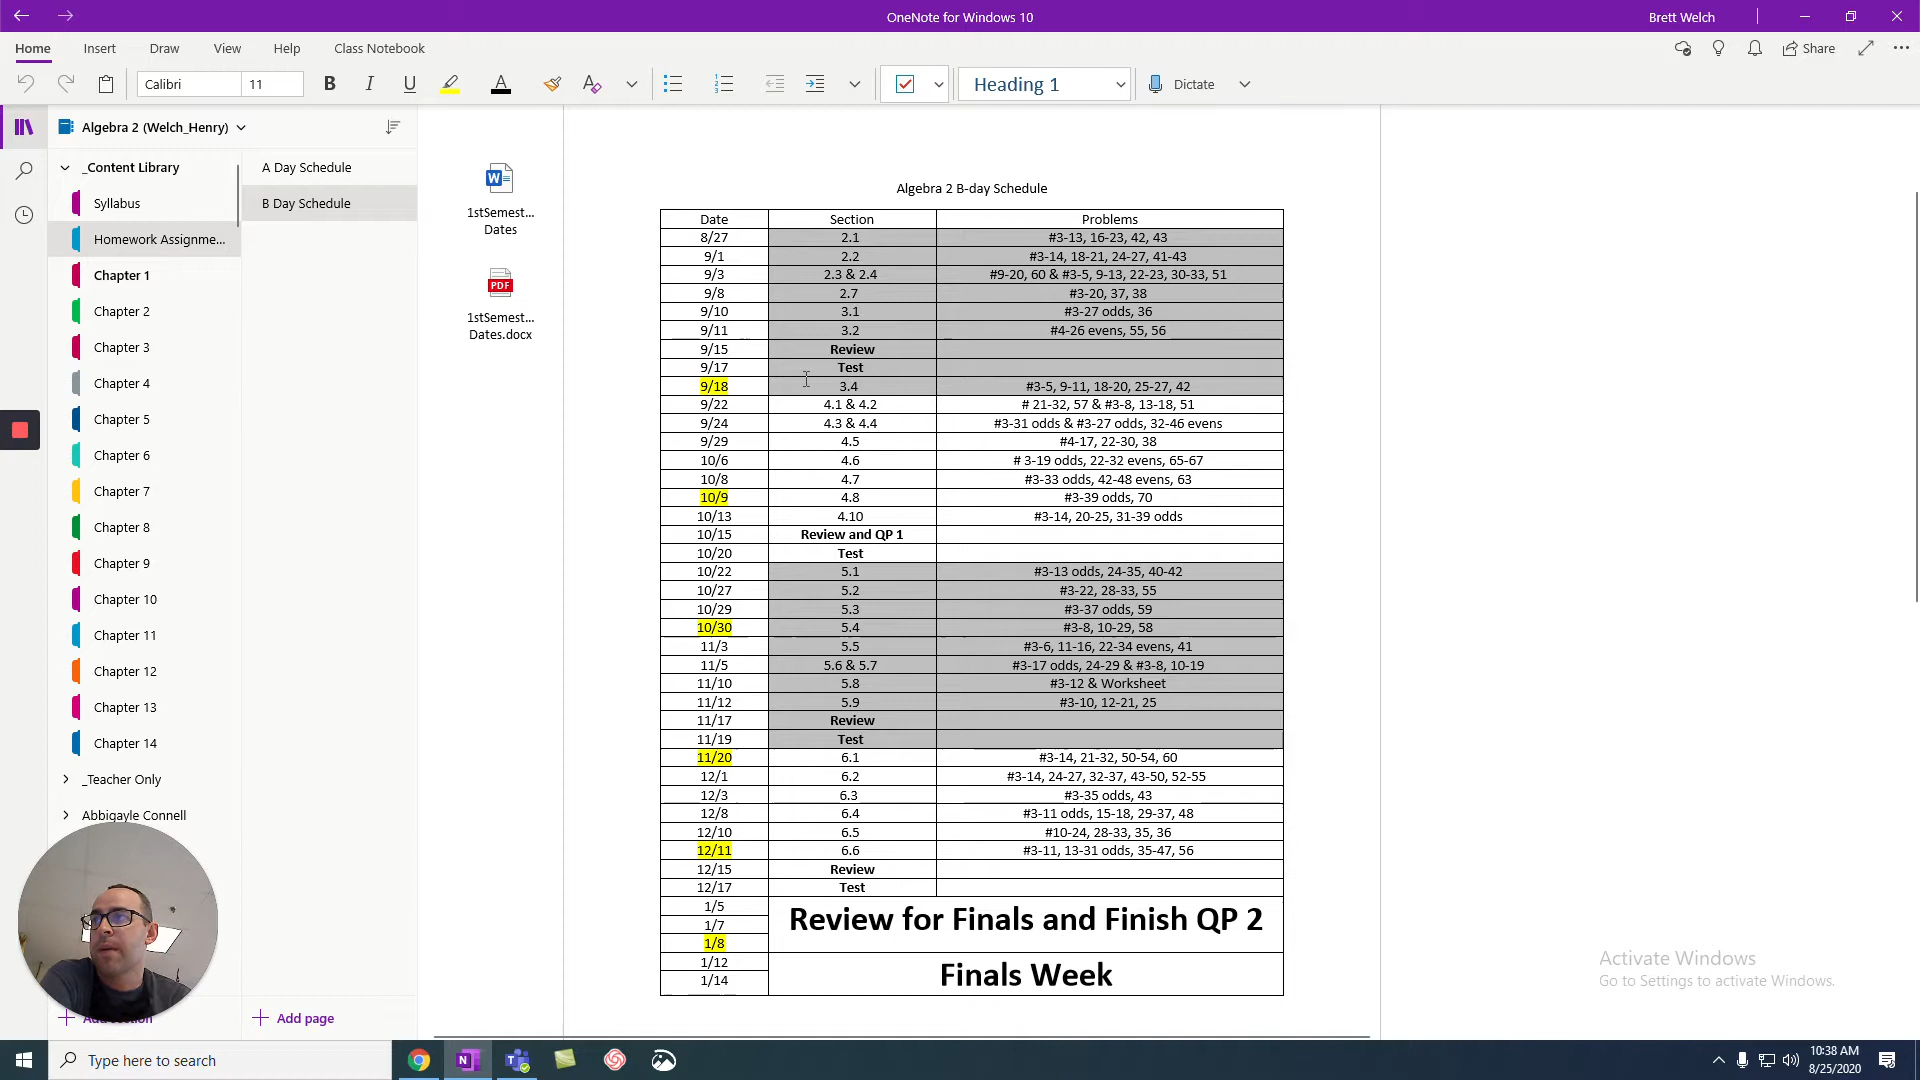 OneNote for Windows 10
Brett Welch
Home Insert Draw View Help Class Notebook
Share
Calibri 11 B I U A A Heading 1 Dictate
Algebra 2 (Welch_Henry)
_Content Library
Syllabus
Homework Assignme...
Chapter 1
Chapter 2
Chapter 3
Chapter 4
Chapter 5
Chapter 6
Chapter 7
Chapter 8
Chapter 9
Chapter 10
Chapter 11
Chapter 12
Chapter 13
Chapter 14
_Teacher Only
Abbigayle Connell
A Day Schedule
B Day Schedule
Add page
W
1stSemest...
Dates
PDF
1stSemest...
Dates.docx
Algebra 2 B-day Schedule
Date Section Problems
8/27 2.1 #3-13, 16-23, 42, 43
9/1 2.2 #3-14, 18-21, 24-27, 41-43
9/3 2.3 & 2.4 #9-20, 60 & #3-5, 9-13, 22-23, 30-33, 51
9/8 2.7 #3-20, 37, 38
9/10 3.1 #3-27 odds, 36
9/11 3.2 #4-26 evens, 55, 56
9/15 Review
9/17 Test
9/18 3.4 #3-5, 9-11, 18-20, 25-27, 42
9/22 4.1 & 4.2 # 21-32, 57 & #3-8, 13-18, 51
9/24 4.3 & 4.4 #3-31 odds & #3-27 odds, 32-46 evens
9/29 4.5 #4-17, 22-30, 38
10/6 4.6 # 3-19 odds, 22-32 evens, 65-67
10/8 4.7 #3-33 odds, 42-48 evens, 63
10/9 4.8 #3-39 odds, 70
10/13 4.10 #3-14, 20-25, 31-39 odds
10/15 Review and QP 1
10/20 Test
10/22 5.1 #3-13 odds, 24-35, 40-42
10/27 5.2 #3-22, 28-33, 55
10/29 5.3 #3-37 odds, 59
10/30 5.4 #3-8, 10-29, 58
11/3 5.5 #3-6, 11-16, 22-34 evens, 41
11/5 5.6 & 5.7 #3-17 odds, 24-29 & #3-8, 10-19
11/10 5.8 #3-12 & Worksheet
11/12 5.9 #3-10, 12-21, 25
11/17 Review
11/19 Test
11/20 6.1 #3-14, 21-32, 50-54, 60
12/1 6.2 #3-14, 24-27, 32-37, 43-50, 52-55
12/3 6.3 #3-35 odds, 43
12/8 6.4 #3-11 odds, 15-18, 29-37, 48
12/10 6.5 #10-24, 28-33, 35, 36
12/11 6.6 #3-11, 13-31 odds, 35-47, 56
12/15 Review
12/17 Test
1/5
1/7 Review for Finals and Finish QP 2
1/8
1/12 Finals Week
1/14
Activate Windows
Go to Settings to activate Windows.
Type here to search
10:38 AM
8/25/2020